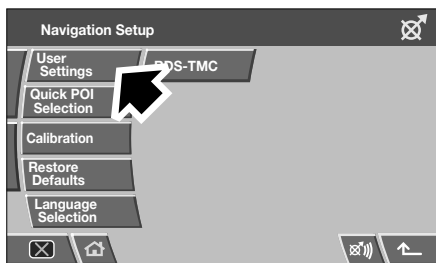 Navigation Setup
User
Settings
RDS-TMC
Quick POI
Selection
Calibration
Restore
Defaults
Language
Selection